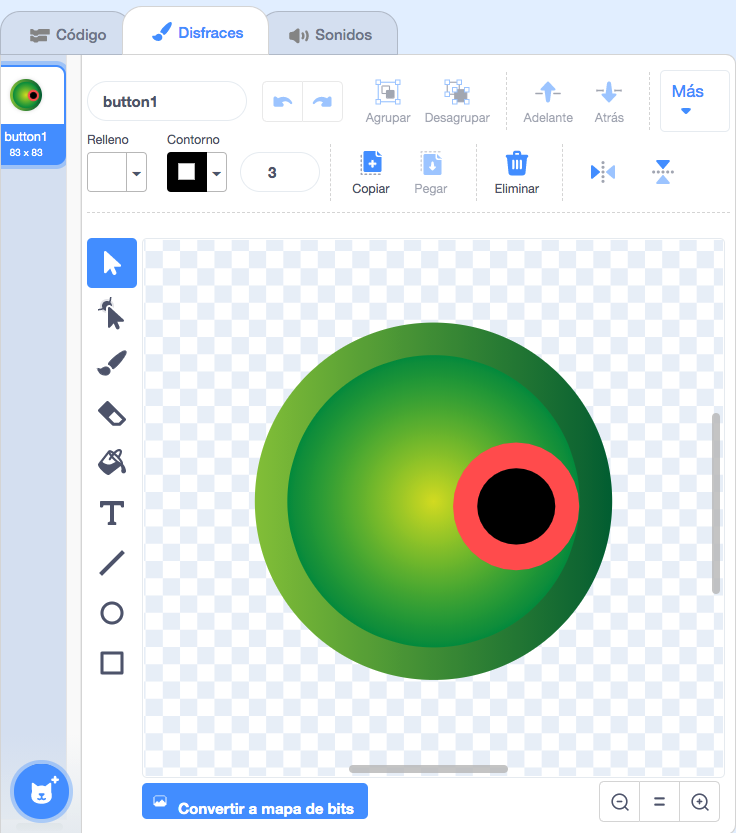 Código
Disfraces
Sonidos
button1
83 x 83
button1
Agrupar
Desagrupar
Adelante
Atrás
Más
Relleno
Contorno
3
Copiar
Pegar
Eliminar
T
Convertir a mapa de bits